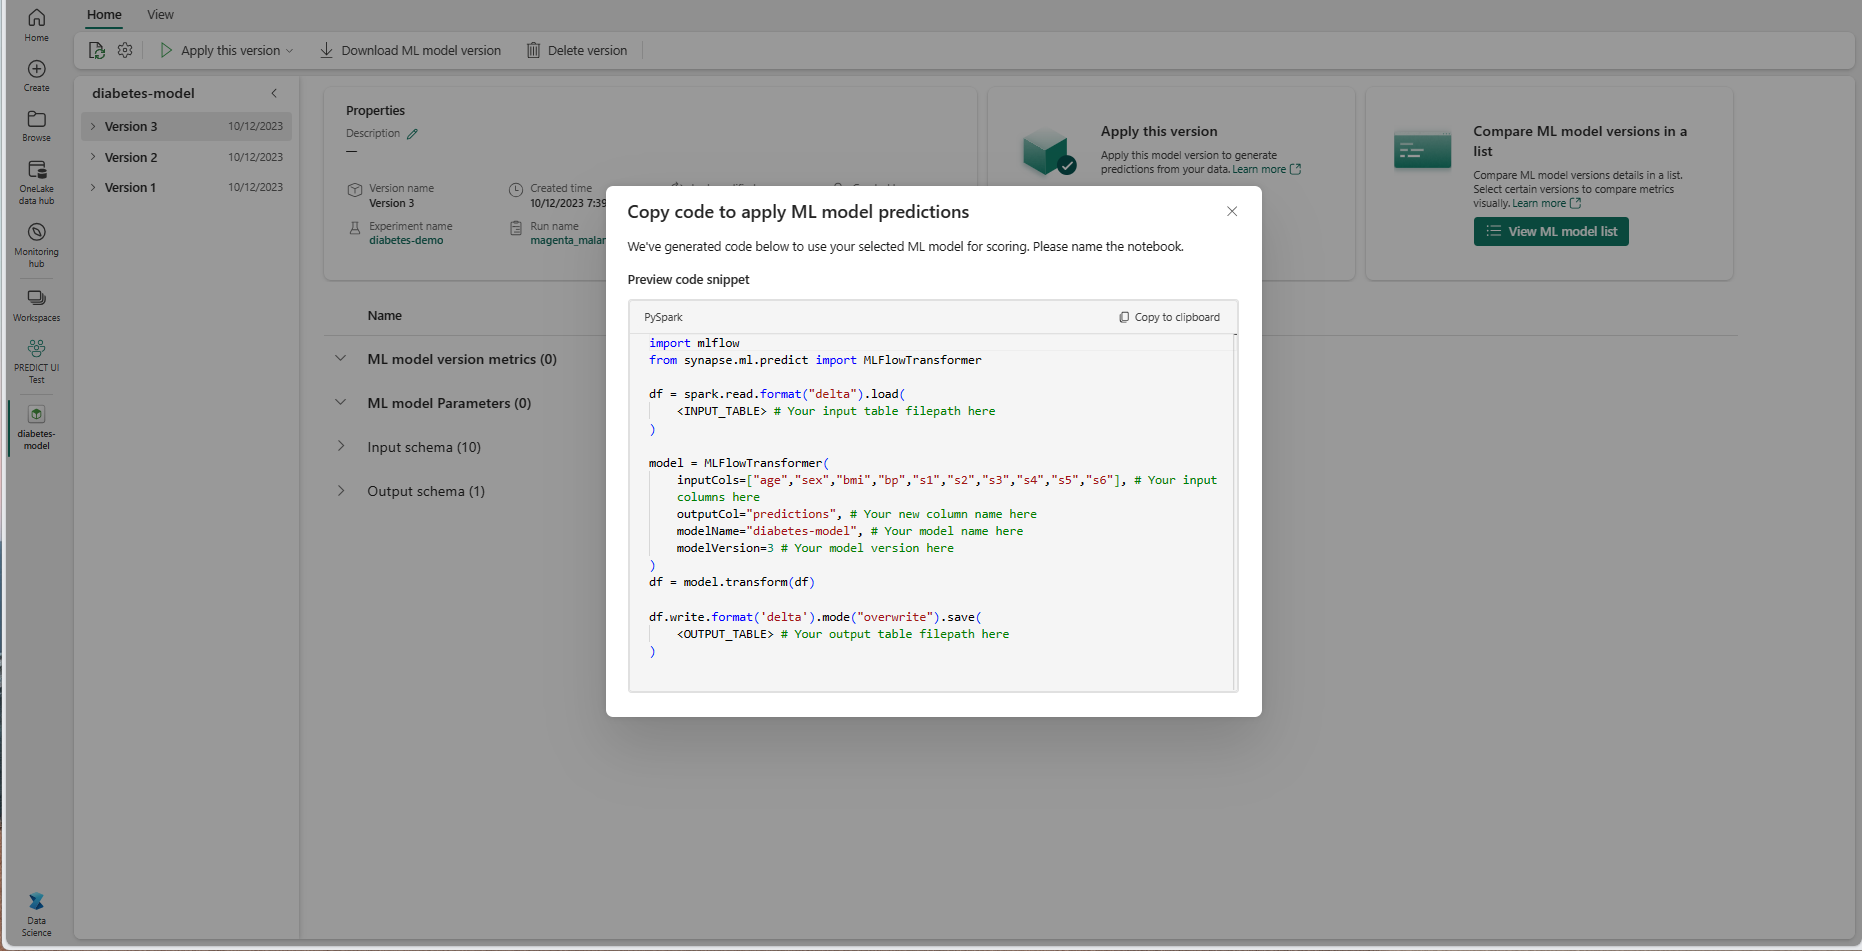 Home
Create
Browse
OneLake
data hub
Monitoring
hub
Workspaces
PREDICT UI
Test
diabetes-
model
Data
Science
Home View
Apply this version Download ML model version Delete version
diabetes-model
Version 3 10/12/2023
Version 2 10/12/2023
Version 1 10/12/2023
Properties
Description
—
Version name
Version 3
Created time
10/12/2023 7:39
Experiment name
diabetes-demo
Run name
magenta_malar
Apply this version
Apply this model version to generate
predictions from your data. Learn more
Compare ML model versions in a
list
Compare ML model versions details in a list.
Select certain versions to compare metrics
visually. Learn more
View ML model list
Name
ML model version metrics (0)
ML model Parameters (0)
Input schema (10)
Output schema (1)
Copy code to apply ML model predictions
We've generated code below to use your selected ML model for scoring. Please name the notebook.
Preview code snippet
PySpark Copy to clipboard
import mlflow
from synapse.ml.predict import MLFlowTransformer
df = spark.read.format("delta").load(
<INPUT_TABLE> # Your input table filepath here
)
model = MLFlowTransformer(
inputCols=["age","sex","bmi","bp","s1","s2","s3","s4","s5","s6"], # Your input
columns here
outputCol="predictions", # Your new column name here
modelName="diabetes-model", # Your model name here
modelVersion=3 # Your model version here
)
df = model.transform(df)
df.write.format('delta').mode("overwrite").save(
<OUTPUT_TABLE> # Your output table filepath here
)